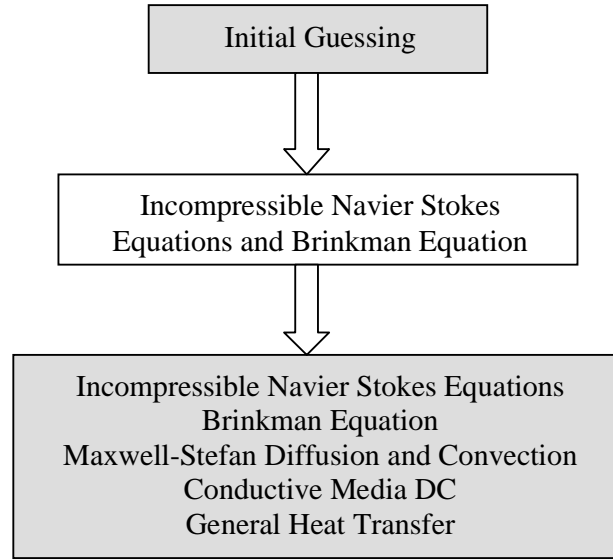 Initial Guessing
Incompressible Navier Stokes
Equations and Brinkman Equation
Incompressible Navier Stokes Equations
Brinkman Equation
Maxwell-Stefan Diffusion and Convection
Conductive Media DC
General Heat Transfer